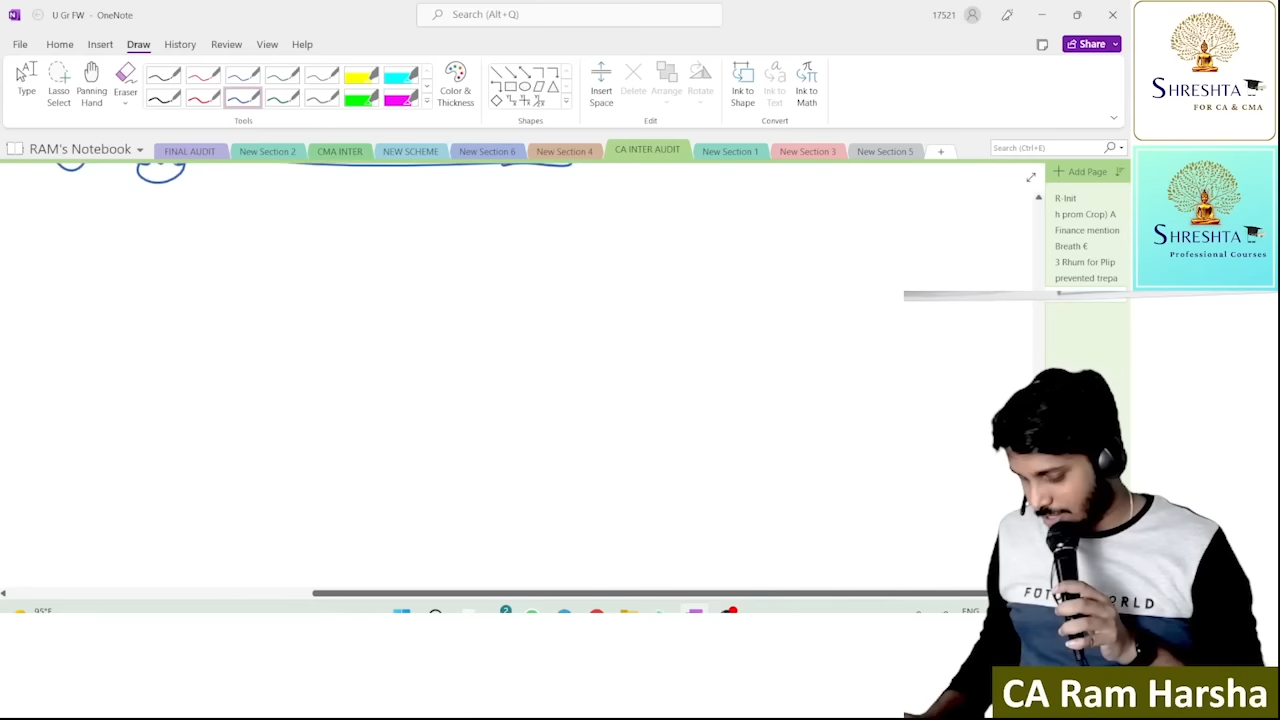 U Gr FW - OneNote
Search (Alt+Q)
17521
File Home Insert Draw History Review View Help
Share
Type
Lasso Select
Panning Hand
Eraser
Color & Thickness
Insert Space
Delete
Arrange
Rotate
Ink to Shape
Ink to Text
Ink to Math
Tools
Shapes
Edit
Convert
RAM's Notebook
FINAL AUDIT
New Section 2
CMA INTER
NEW SCHEME
New Section 6
New Section 4
CA INTER AUDIT
New Section 1
New Section 3
New Section 5
Search (Ctrl+E)
Add Page
R-Init
h prom Crop) A
Finance mention
Breath €
3 Rhum for Plip
prevented trepa
SHRESHTA
FOR CA & CMA
SHRESHTA
Professional Courses
95°F
2
ENG
CA Ram Harsha